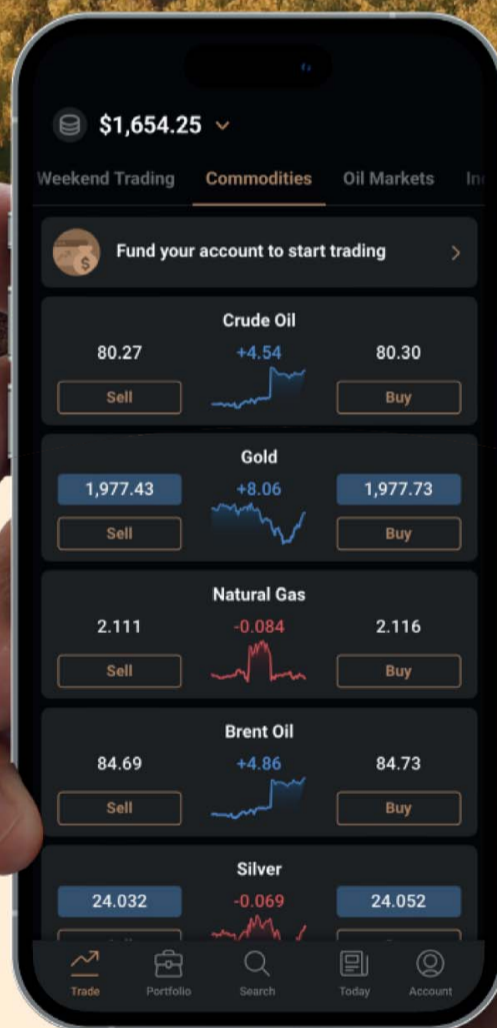 $1,654.25
Weekend Trading Commodities Oil Markets In
$ Fund your account to start trading
Crude Oil
80.27 +4.54 80.30
Sell Buy
Gold
1,977.43 +8.06 1,977.73
Sell Buy
Natural Gas
2.111 -0.084 2.116
Sell Buy
Brent Oil
84.69 +4.86 84.73
Sell Buy
Silver
24.032 -0.069 24.052
Trade Portfolio Search Today Account